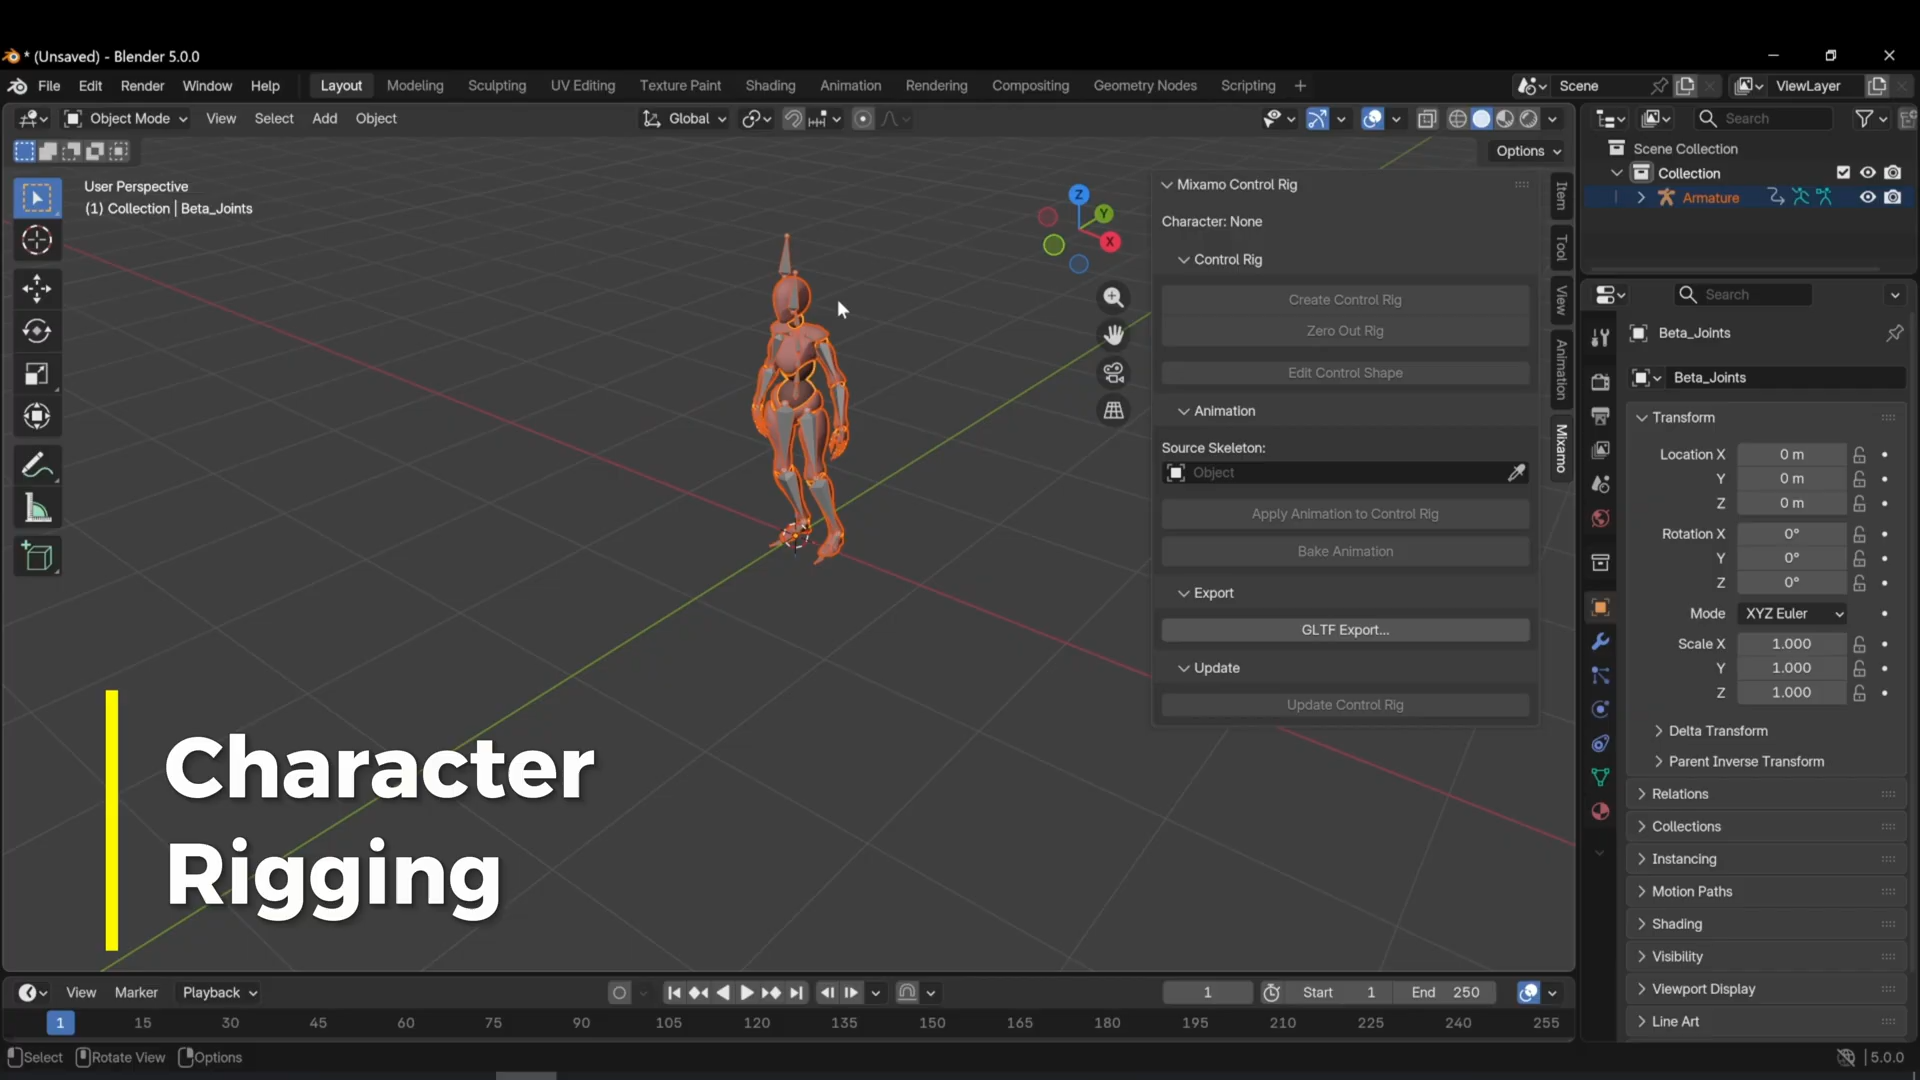 * (Unsaved) - Blender 5.0.0
File Edit Render Window Help Layout Modeling Sculpting UV Editing Texture Paint Shading Animation Rendering Compositing Geometry Nodes Scripting + Scene ViewLayer
Object Mode View Select Add Object Global Search
Options
User Perspective
(1) Collection | Beta_Joints
Z
Y
X
Mixamo Control Rig
Character: None
Control Rig
Create Control Rig
Zero Out Rig
Edit Control Shape
Animation
Source Skeleton:
Object
Apply Animation to Control Rig
Bake Animation
Export
GLTF Export...
Update
Update Control Rig
Item
Tool
View
Animation
Mixamo
Scene Collection
Collection
Armature
Search
Beta_Joints
Beta_Joints
Transform
Location X 0 m
Y 0 m
Z 0 m
Rotation X 0°
Y 0°
Z 0°
Mode XYZ Euler
Scale X 1.000
Y 1.000
Z 1.000
Delta Transform
Parent Inverse Transform
Relations
Collections
Instancing
Motion Paths
Shading
Visibility
Viewport Display
Line Art
Character
Rigging
View Marker Playback 1 Start 1 End 250
1 15 30 45 60 75 90 105 120 135 150 165 180 195 210 225 240 255
Select Rotate View Options 5.0.0